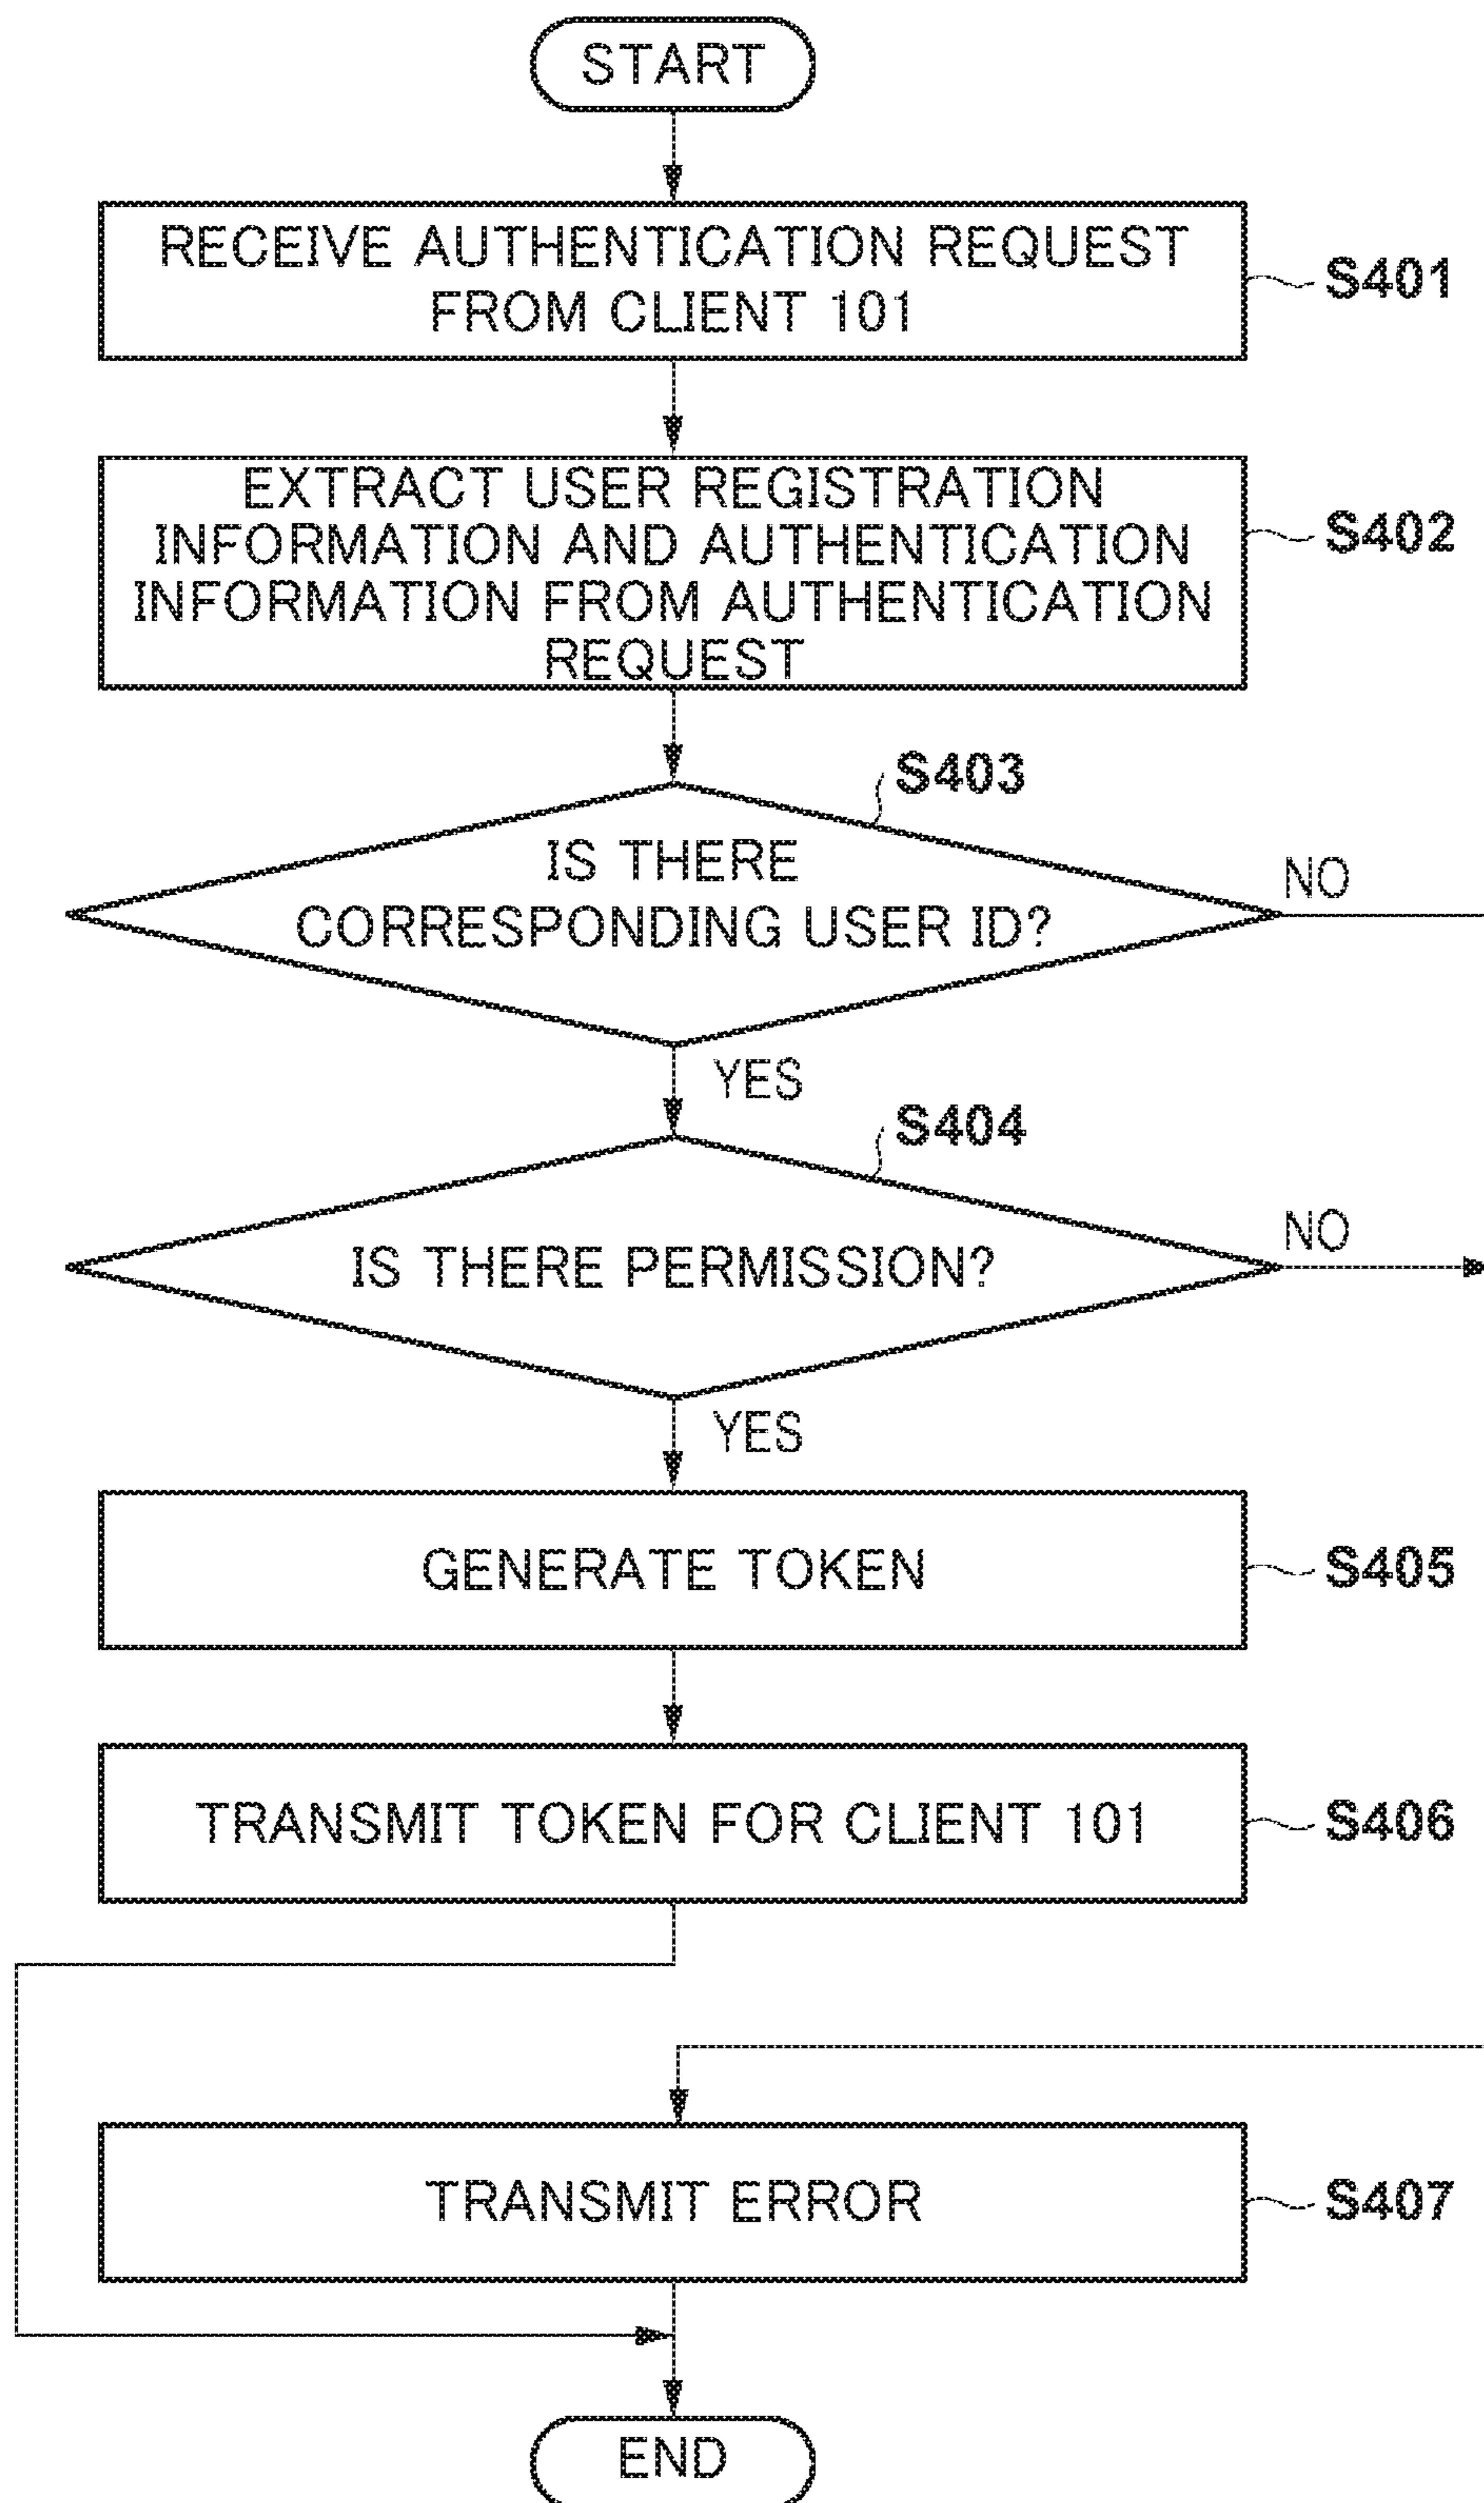 START
RECEIVE AUTHENTICATION REQUEST
FROM CLIENT 101
S401
EXTRACT USER REGISTRATION
INFORMATION AND AUTHENTICATION
INFORMATION FROM AUTHENTICATION
REQUEST
S402
S403
IS THERE
CORRESPONDING USER ID?
NO
YES
S404
IS THERE PERMISSION?
NO
YES
GENERATE TOKEN
S405
TRANSMIT TOKEN FOR CLIENT 101
S406
TRANSMIT ERROR
S407
END